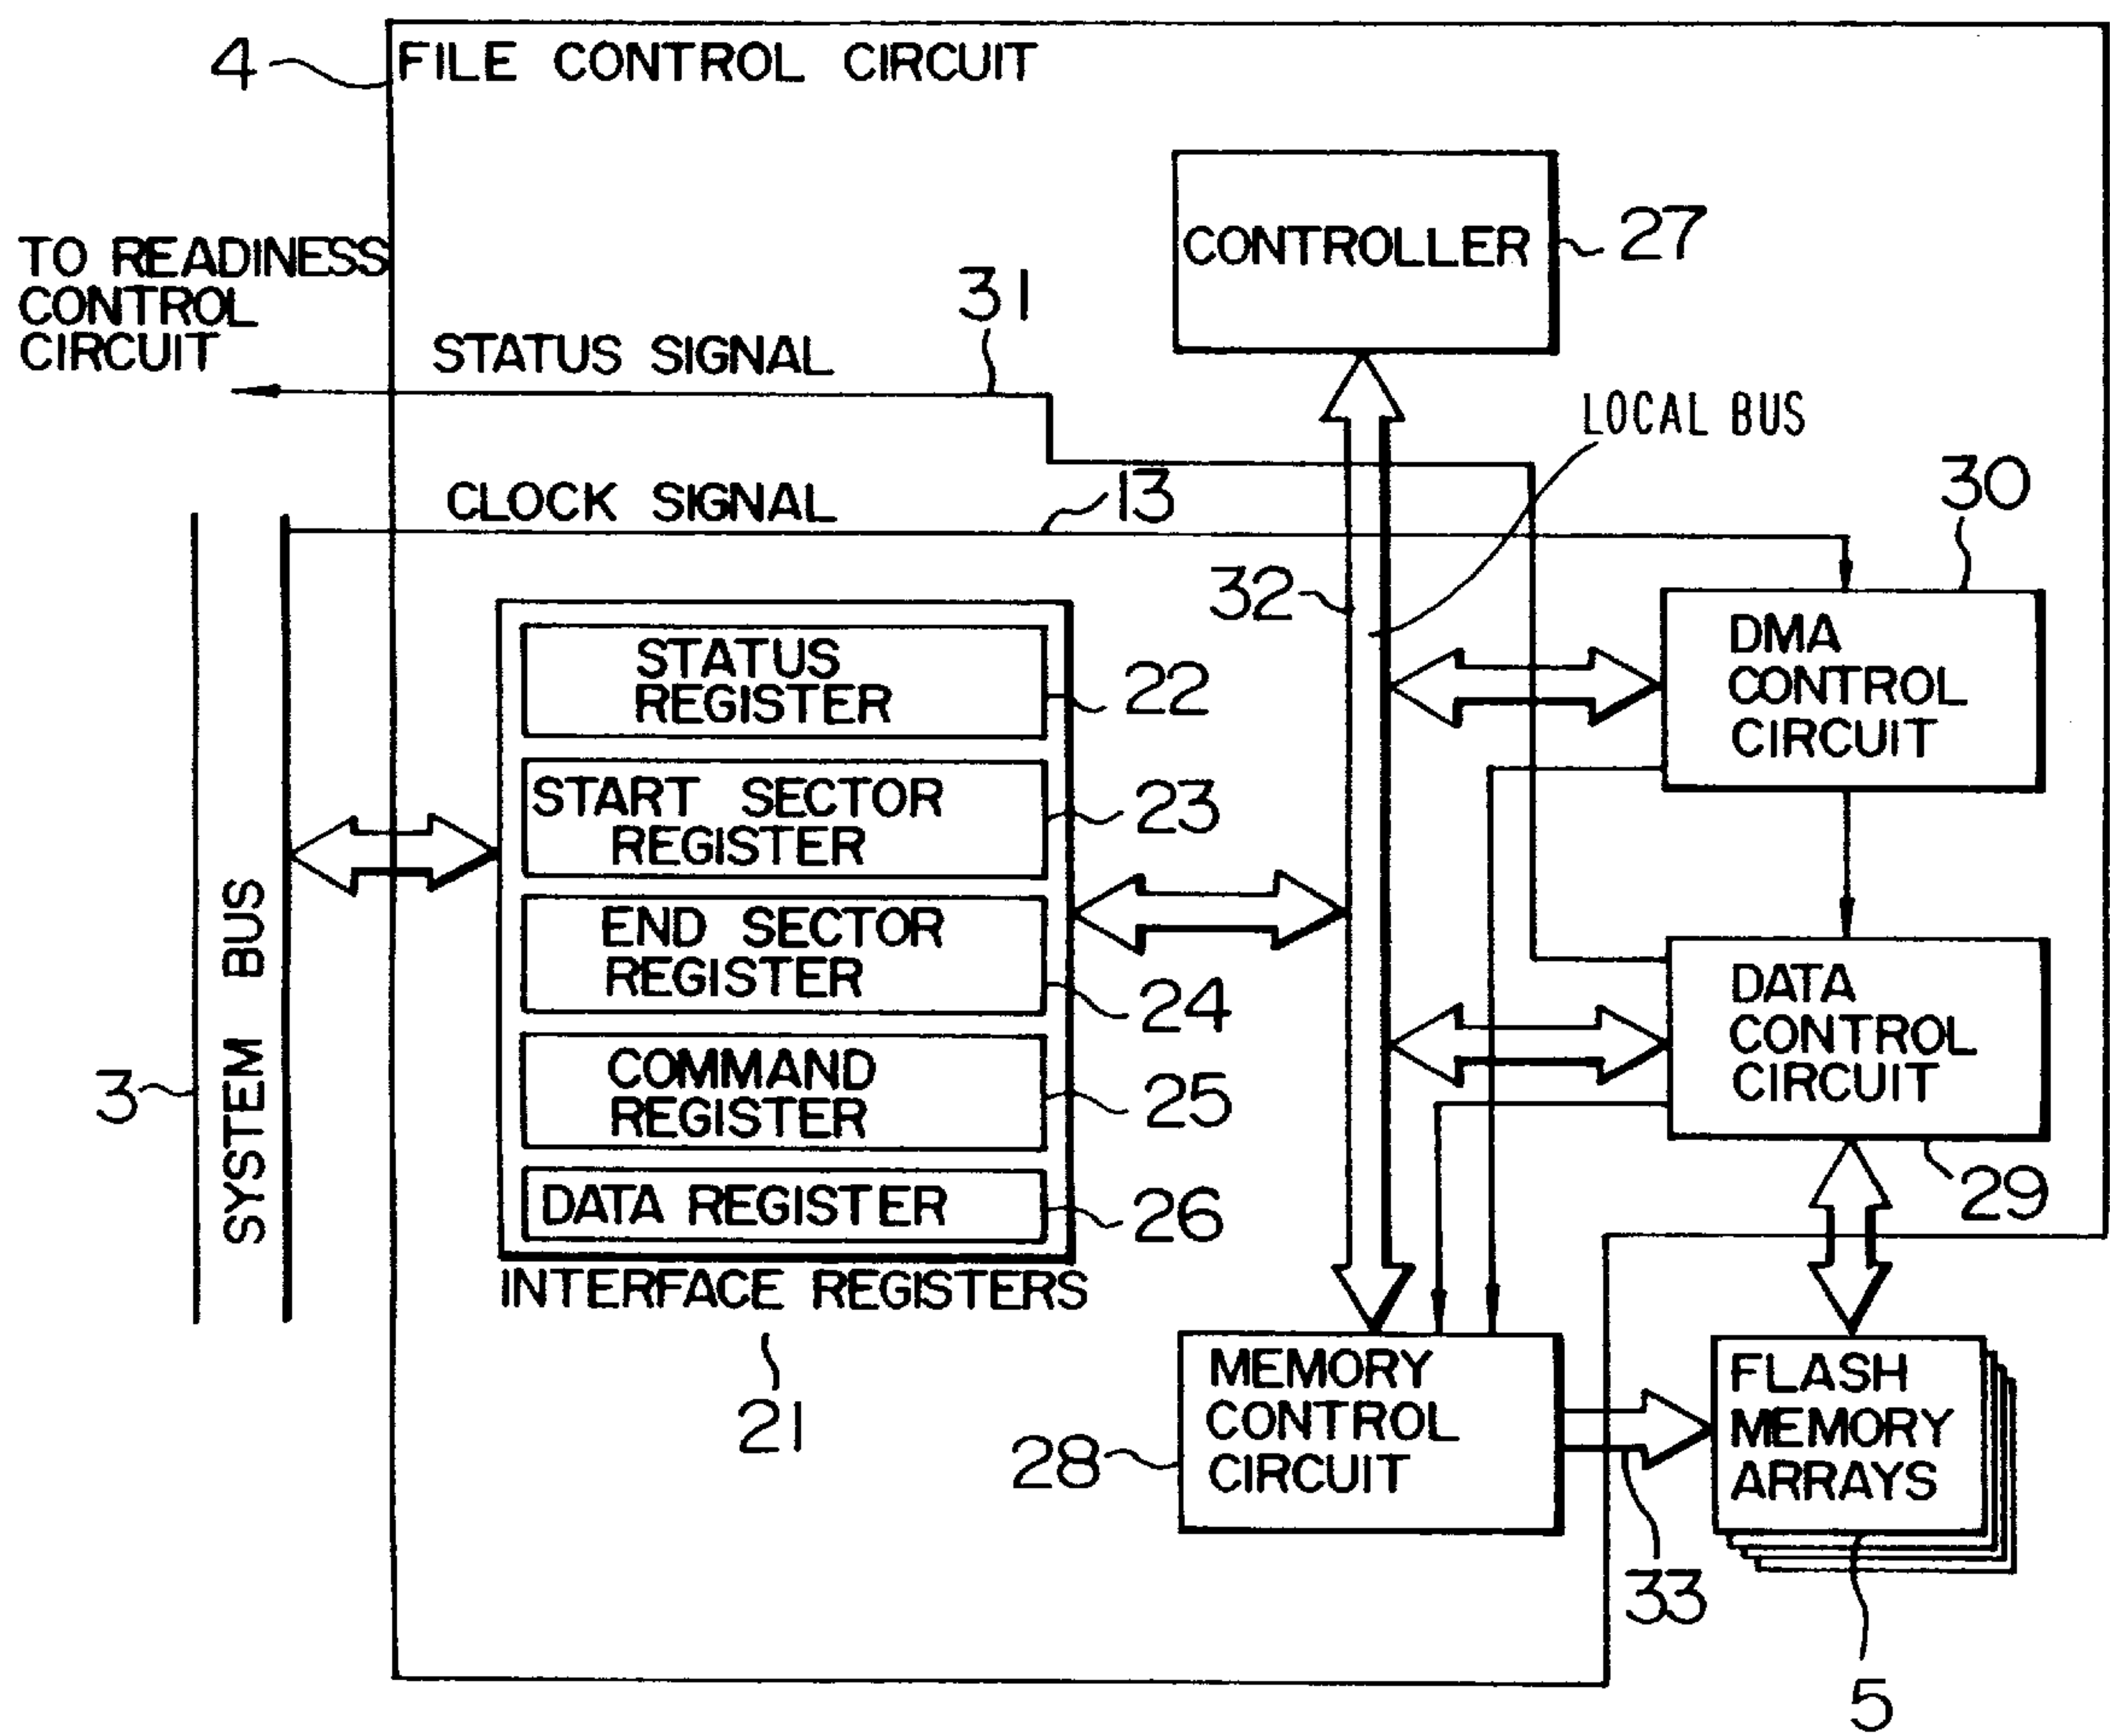 4
FILE CONTROL CIRCUIT
CONTROLLER
27
TO READINESS
CONTROL
CIRCUIT
31
STATUS SIGNAL
LOCAL BUS
CLOCK SIGNAL
13
30
32
STATUS
REGISTER
22
DMA
CONTROL
CIRCUIT
START SECTOR
REGISTER
23
END SECTOR
REGISTER
24
DATA
CONTROL
CIRCUIT
29
3
SYSTEM BUS
COMMAND
REGISTER
25
DATA REGISTER
26
INTERFACE REGISTERS
21
MEMORY
CONTROL
CIRCUIT
28
FLASH
MEMORY
ARRAYS
33
5